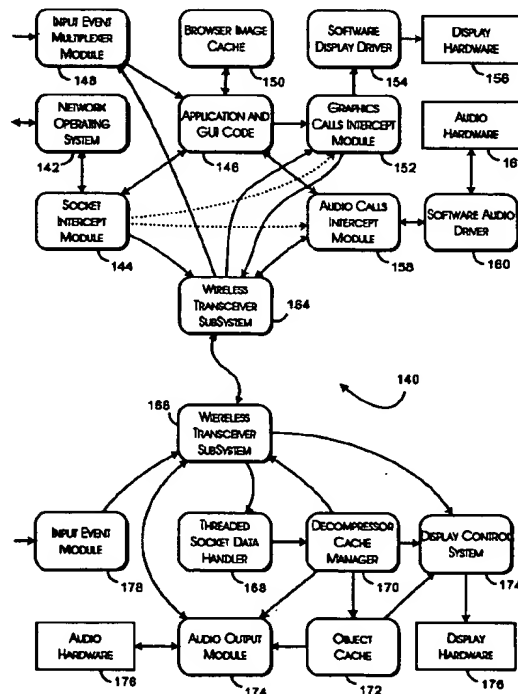 INPUT EVENT
MULTIPLEXER
MODULE
148
BROWSER IMAGE
CACHE
150
SOFTWARE
DISPLAY DRIVER
154
DISPLAY
HARDWARE
156
NETWORK
OPERATING
SYSTEM
142
APPLICATION AND
GUI CODE
146
GRAPHICS
CALLS INTERCEPT
MODULE
152
AUDIO
HARDWARE
16
SOCKET
INTERCEPT
MODULE
144
AUDIO CALLS
INTERCEPT
MODULE
158
SOFTWARE AUDIO
DRIVER
160
WIRELESS
TRANSCEIVER
SUBSYSTEM
164
140
166
WIERELESS
TRANSCEIVER
SUBSYSTEM
INPUT EVENT
MODULE
178
THREADED
SOCKET DATA
HANDLER
168
DECOMPRESSOR
CACHE
MANAGER
170
DISPLAY CONTROL
SYSTEM
174
AUDIO
HARDWARE
176
AUDIO OUTPUT
MODULE
174
OBJECT
CACHE
172
DISPLAY
HARDWARE
176